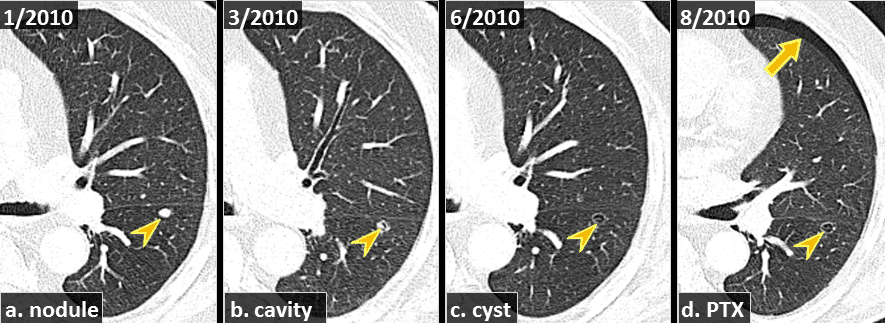 1/2010
3/2010
6/2010
8/2010
a. nodule
b. cavity
c. cyst
d. PTX